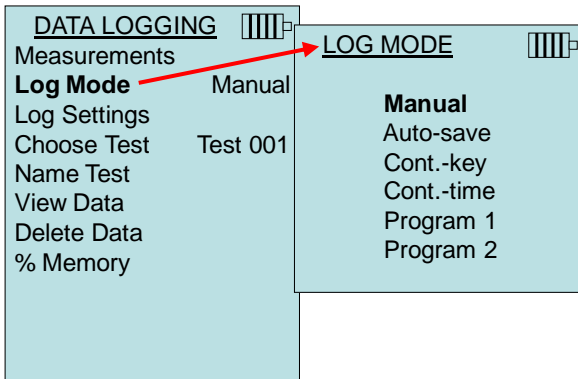 DATA LOGGING
Measurements
Log Mode Manual
Log Settings
Choose Test Test 001
Name Test
View Data
Delete Data
% Memory
LOG MODE
Manual
Auto-save
Cont.-key
Cont.-time
Program 1
Program 2